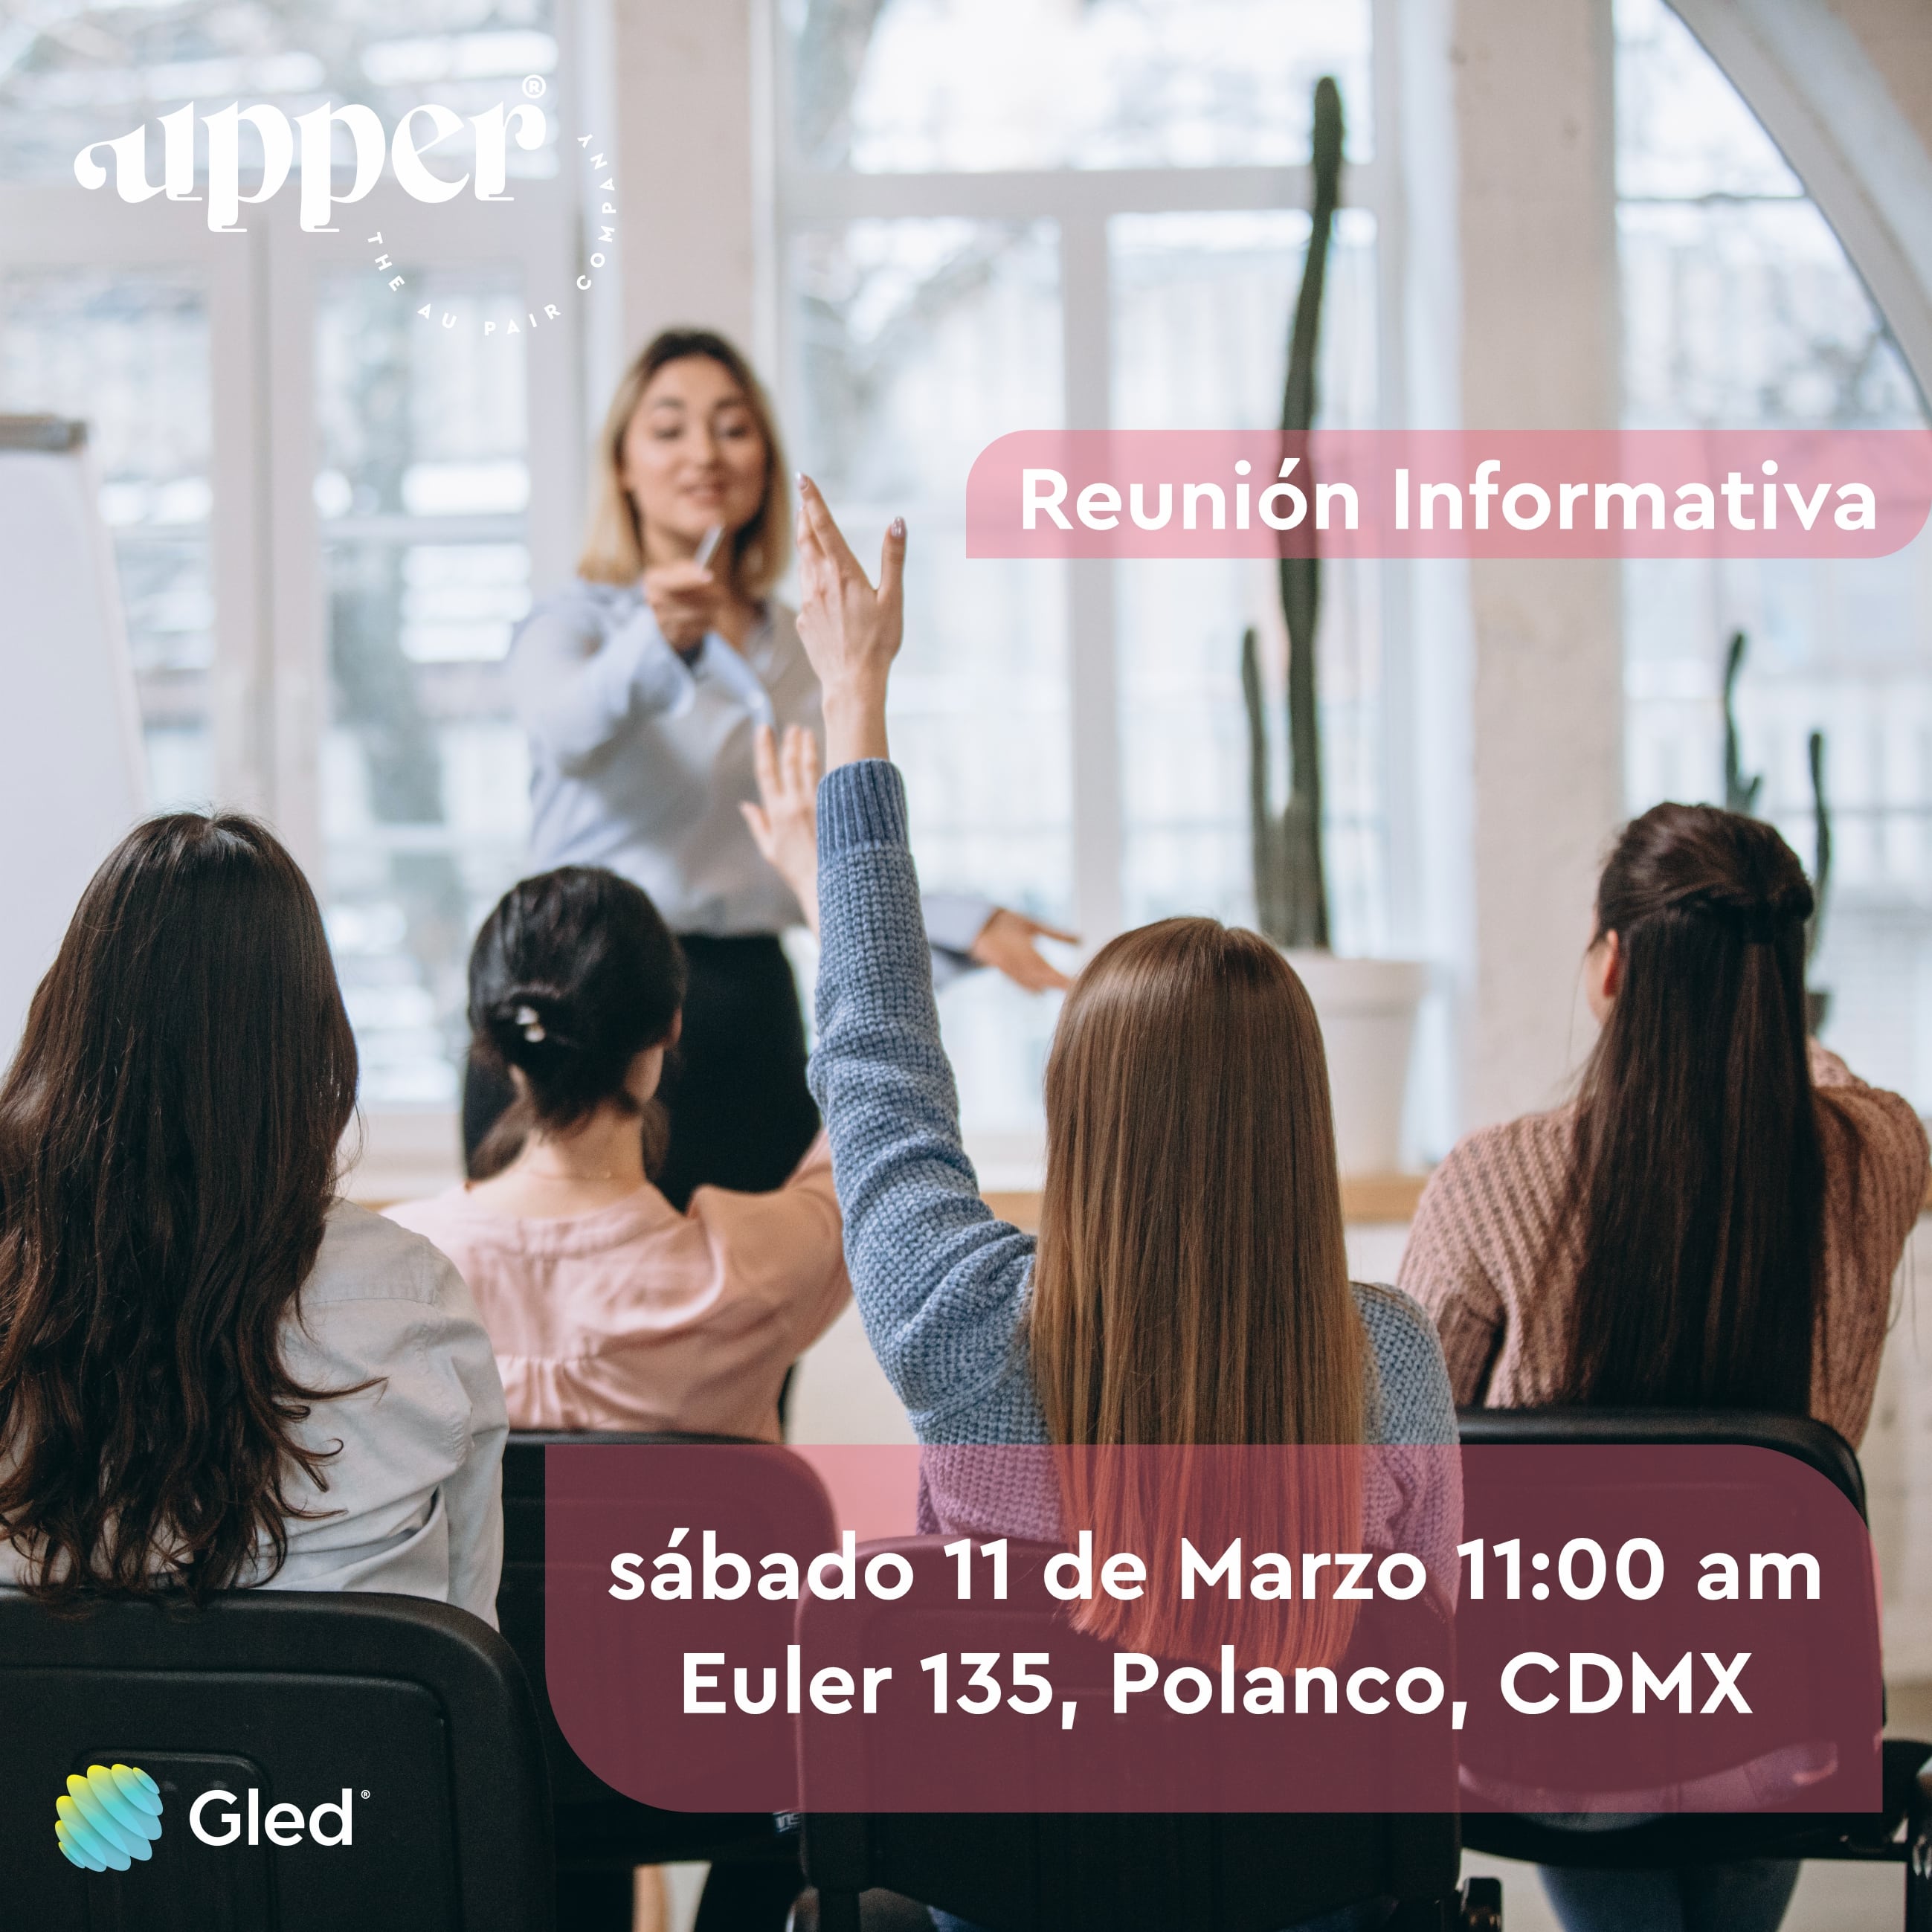 upper®
THE AU PAIR COMPANY
Reunión Informativa
sábado 11 de Marzo 11:00 am
Euler 135, Polanco, CDMX
Gled®